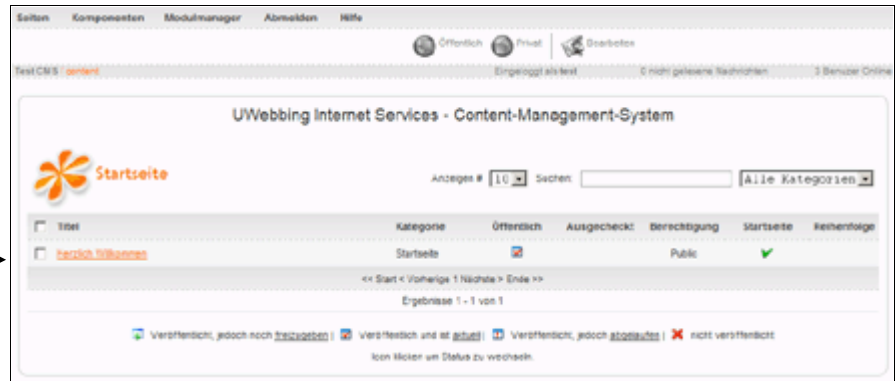 Seiten Komponenten Modulmanager Abmelden Hilfe
Öffentlich Privat Bearbeiten
Test CMS / content Eingeloggt als test 0 nicht gelesene Nachrichten 3 Benuzer Online
UWebbing Internet Services - Content-Management-System
Startseite Anzeigen # 10 Suchen: Alle Kategorien
Titel Kategorie Öffentlich Ausgecheckt Berechtigung Startseite Reihenfolge
herzlich Willkommen Startseite Public
<< Start < Vorherige 1 Nächste > Ende >>
Ergebnisse 1 - 1 von 1
Veröffentlicht, jedoch noch freizugeben | Veröffentlich und ist aktuell | Veröffentlicht, jedoch abgelaufen | nicht veröffentlicht
Icon klicken um Status zu wechseln.